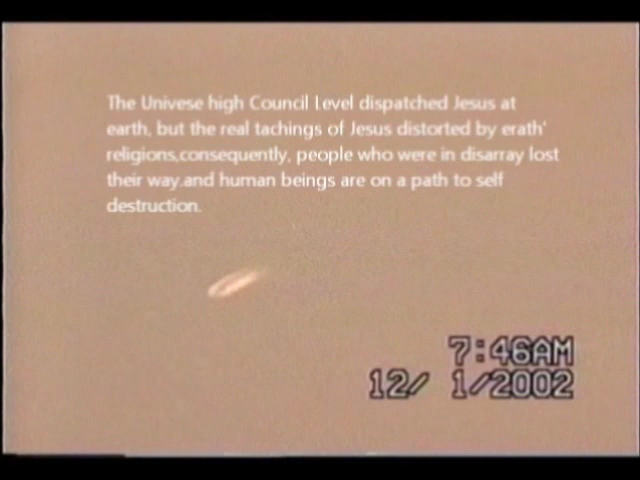 The Univese high Council Level dispatched Jesus at
earth, but the real tachings of Jesus distorted by erath'
religions,consequently, people who were in disarray lost
their way.and human beings are on a path to self
destruction.
7:46AM
12/ 1/2002